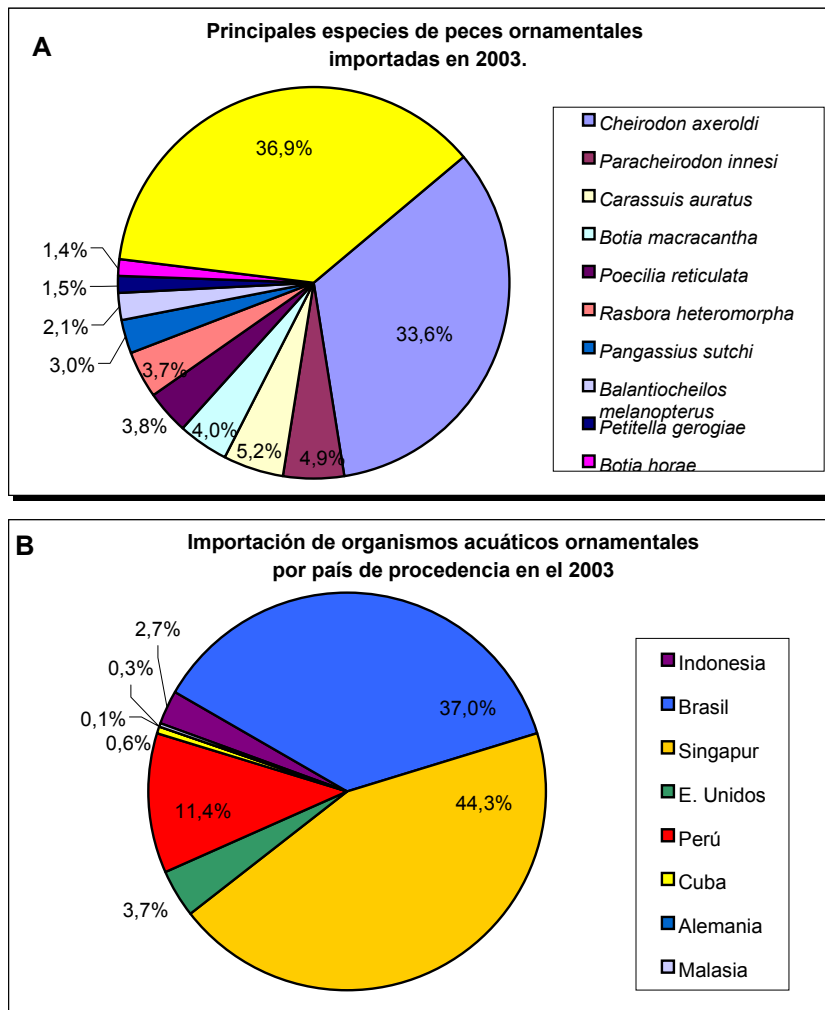 A
Principales especies de peces ornamentales
importadas en 2003.
36,9%
33,6%
4,9%
5,2%
4,0%
3,8%
3,7%
3,0%
2,1%
1,5%
1,4%
Cheirodon axeroldi
Paracheirodon innesi
Carassuis auratus
Botia macracantha
Poecilia reticulata
Rasbora heteromorpha
Pangassius sutchi
Balantiocheilos
melanopterus
Petitella gerogiae
Botia horae
B
Importación de organismos acuáticos ornamentales
por país de procedencia en el 2003
2,7%
0,3%
0,1%
0,6%
11,4%
3,7%
37,0%
44,3%
Indonesia
Brasil
Singapur
E. Unidos
Perú
Cuba
Alemania
Malasia